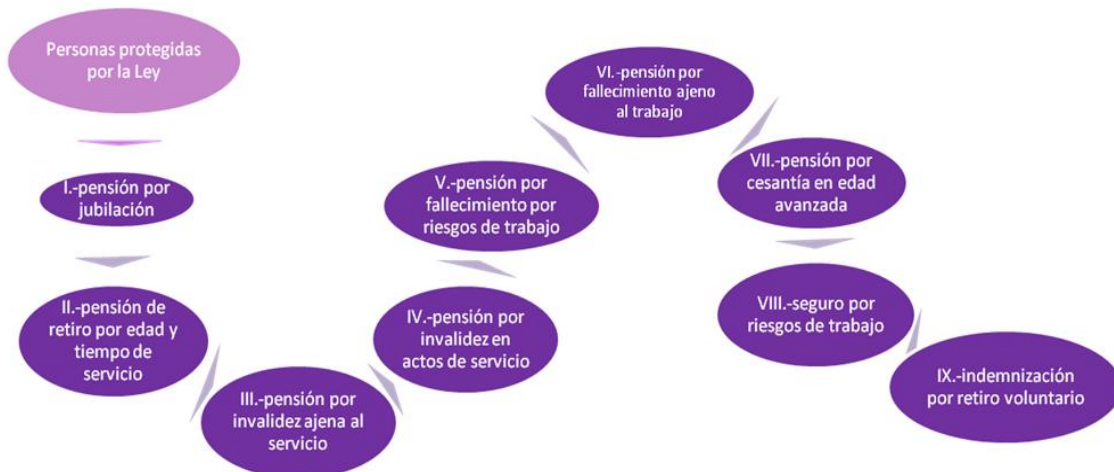 Personas protegidas
por la Ley
I.-pensión por
jubilación
II.-pensión de
retiro por edad y
tiempo de
servicio
III.-pensión por
invalidez ajena al
servicio
IV.-pensión por
invalidez en
actos de servicio
V.-pensión por
fallecimiento por
riesgos de trabajo
VI.-pensión por
fallecimiento ajeno
al trabajo
VII.-pensión por
cesantía en edad
avanzada
VIII.-seguro por
riesgos de trabajo
IX.-indemnización
por retiro voluntario